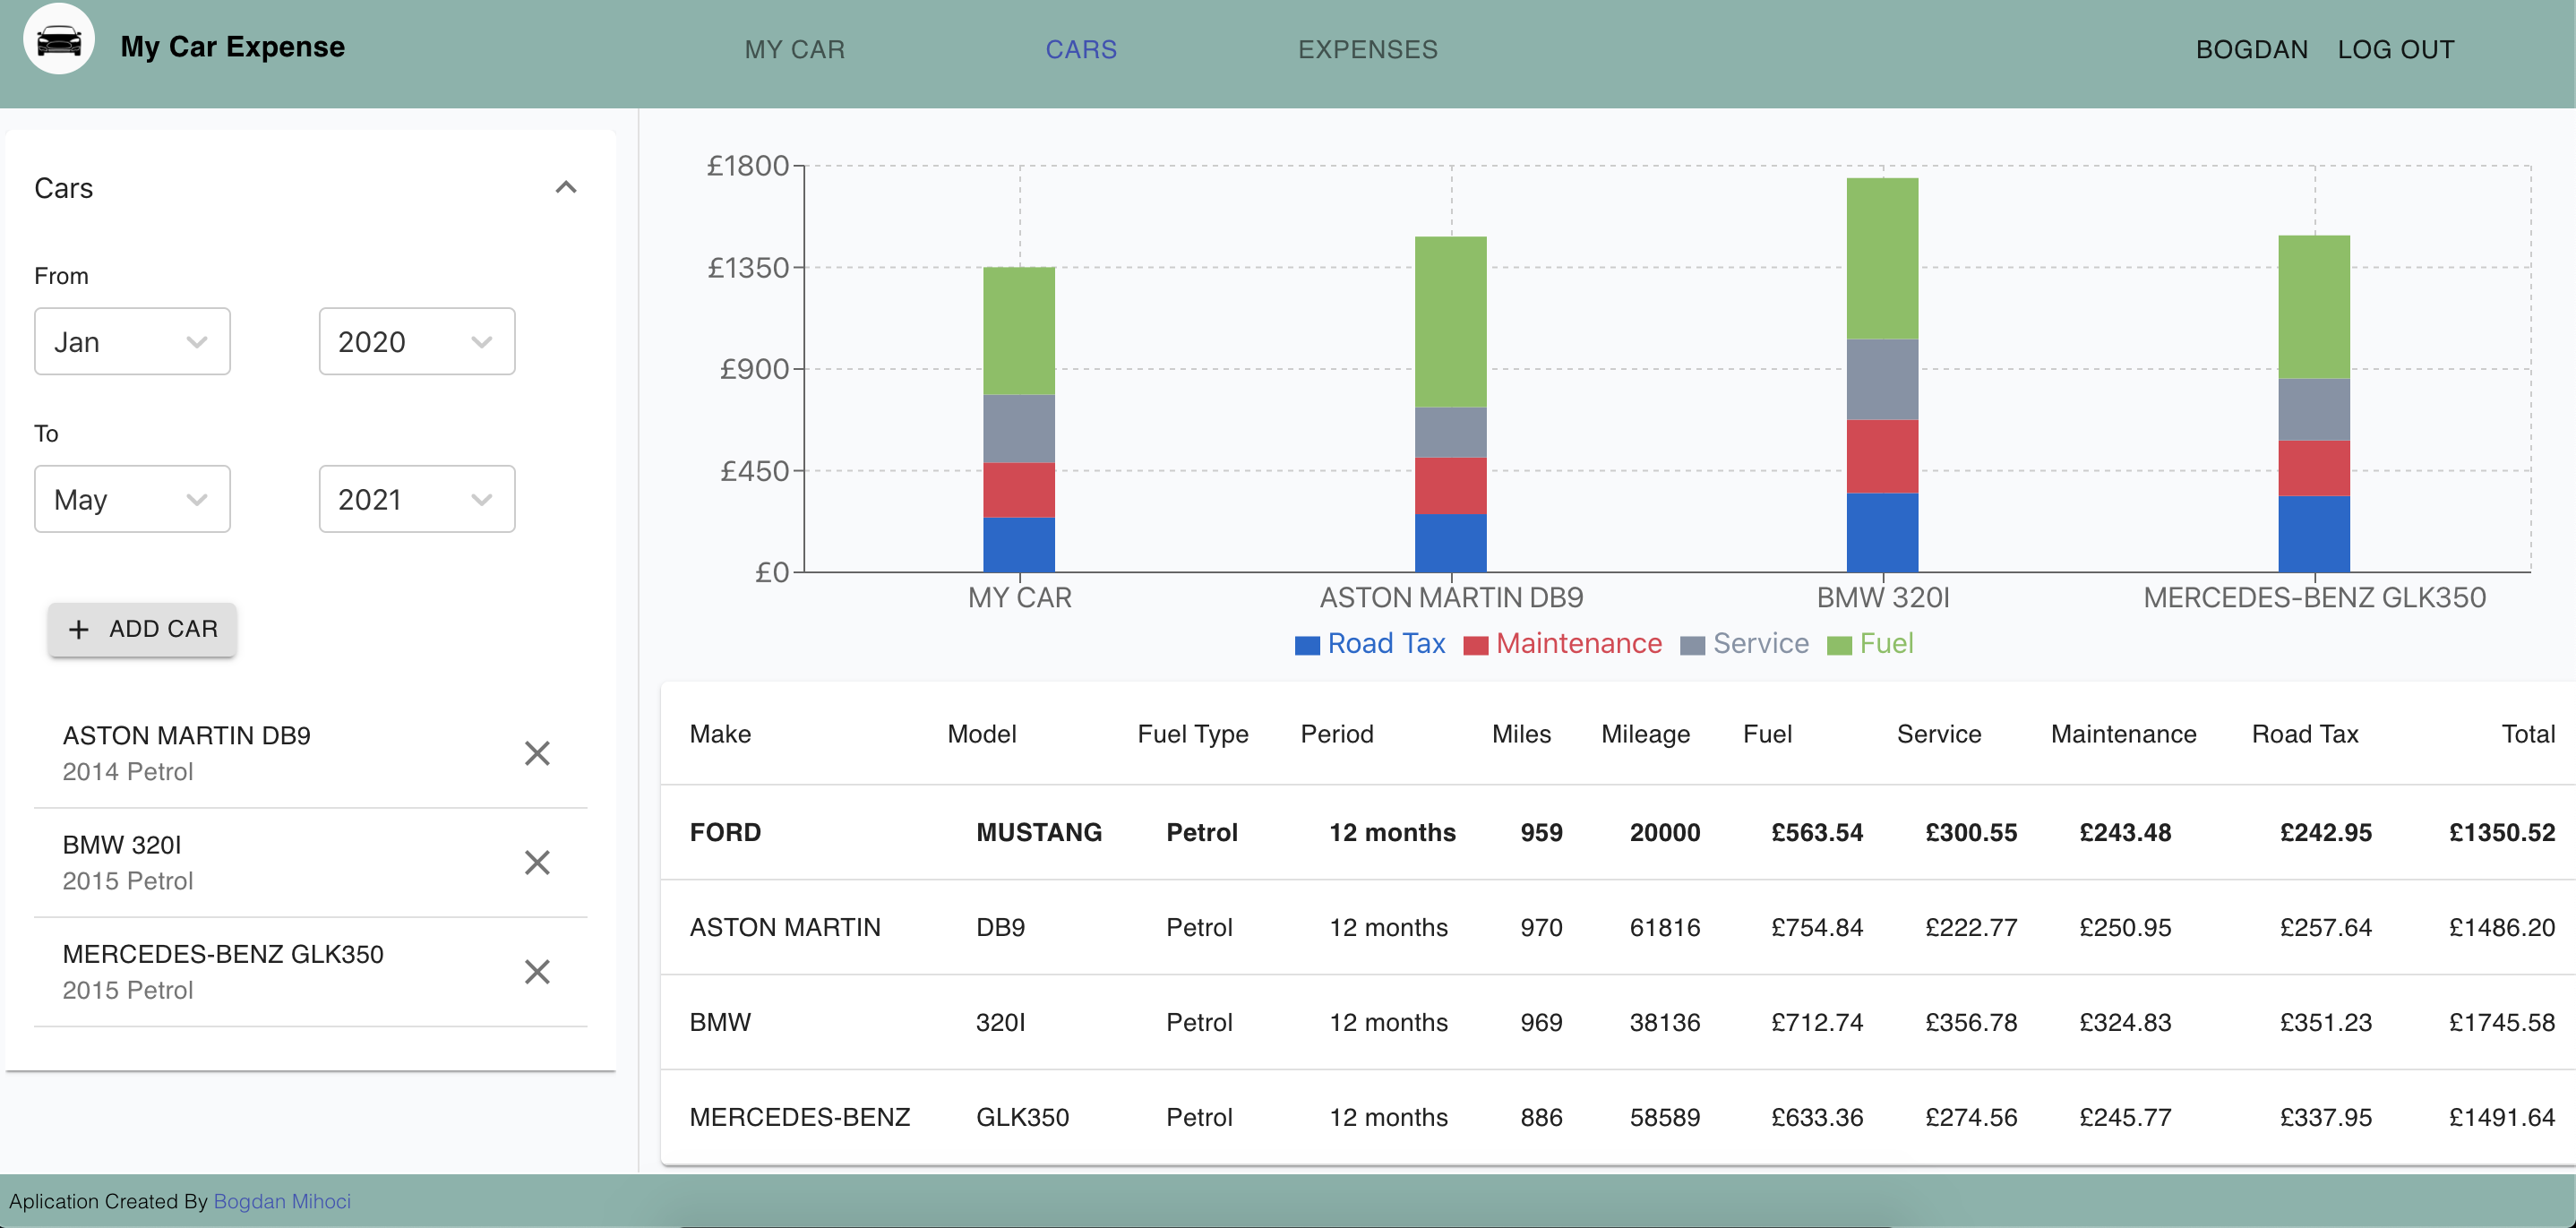 My Car Expense
MY CAR CARS EXPENSES
BOGDAN LOG OUT
Cars
From
Jan 2020
To
May 2021
+ ADD CAR
ASTON MARTIN DB9
2014 Petrol
BMW 320I
2015 Petrol
MERCEDES-BENZ GLK350
2015 Petrol
£1800
£1350
£900
£450
£0
MY CAR ASTON MARTIN DB9 BMW 320I MERCEDES-BENZ GLK350
Road Tax Maintenance Service Fuel
Make Model Fuel Type Period Miles Mileage Fuel Service Maintenance Road Tax Total
FORD MUSTANG Petrol 12 months 959 20000 £563.54 £300.55 £243.48 £242.95 £1350.52
ASTON MARTIN DB9 Petrol 12 months 970 61816 £754.84 £222.77 £250.95 £257.64 £1486.20
BMW 320I Petrol 12 months 969 38136 £712.74 £356.78 £324.83 £351.23 £1745.58
MERCEDES-BENZ GLK350 Petrol 12 months 886 58589 £633.36 £274.56 £245.77 £337.95 £1491.64
Aplication Created By Bogdan Mihoci